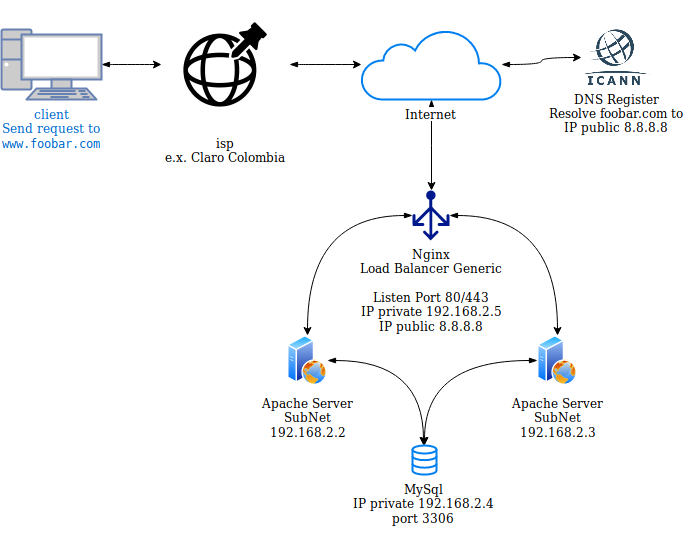 ICANN
client
Send request to
www.foobar.com
isp
e.x. Claro Colombia
Internet
DNS Register
Resolve foobar.com to
IP public 8.8.8.8
Nginx
Load Balancer Generic
Listen Port 80/443
IP private 192.168.2.5
IP public 8.8.8.8
Apache Server
SubNet
192.168.2.2
Apache Server
SubNet
192.168.2.3
MySql
IP private 192.168.2.4
port 3306